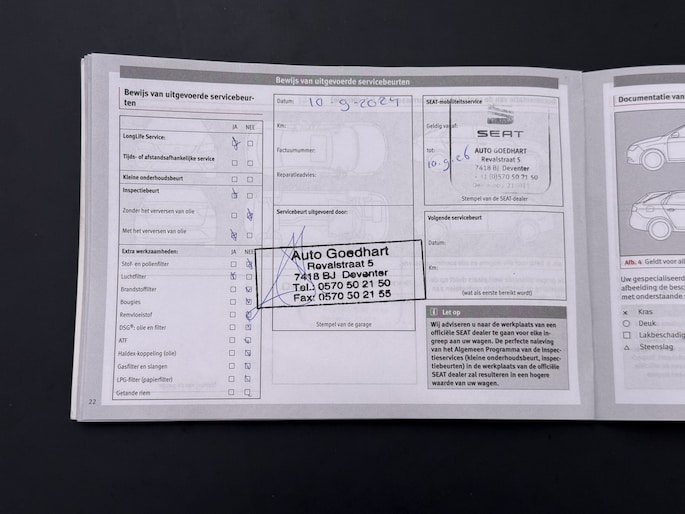 Bewijs van uitgevoerde servicebeurten
Bewijs van uitgevoerde servicebeur-
ten
JA NEE
LongLife Service:
Tijds- of afstandsafhankelijke service
Kleine onderhoudsbeurt
Inspectiebeurt
Zonder het verversen van olie
Met het verversen van olie
Extra werkzaamheden: JA NEE
Stof- en pollenfilter
Luchtfilter
Brandstoffilter
Bougies
Remvloeistof
DSG®: olie en filter
ATF
Haldex-koppeling (olie)
Gasfilter en slangen
LPG-filter (papierfilter)
Getande riem
22
Datum: 10-9-2024
Km:
Factuurnummer:
Reparatieadvies:
Servicebeurt uitgevoerd door:
Auto Goedhart
Revalstraat 5
7418 BJ Deventer
Tel.: 0570 50 21 50
Fax: 0570 50 21 55
Stempel van de garage
SEAT-mobiliteitsservice
Geldig vanaf:
SEAT
tot: 10-9-26
AUTO GOEDHART
Revalstraat 5
7418 BJ Deventer
(0)570 50 21 50
Stempel van de SEAT-dealer
Volgende servicebeurt
Datum:
Km:
(wat als eerste bereikt wordt)
i Let op
Wij adviseren u naar de werkplaats van een
officiële SEAT dealer te gaan voor elke in-
greep aan uw wagen. De perfecte naleving
van het Algemeen Programma van de Inspec-
tieservices (kleine onderhoudsbeurt, inspec-
tiebeurten) in de werkplaats van de officiële
SEAT dealer zal resulteren in een hogere
waarde van uw wagen.
Documentatie van
Afb. 4 Geldt voor all
Uw gespecialiseerd
afbeelding de besc
met onderstaande
× Kras
○ Deuk
□ Lakbeschadig
△ Steenslag